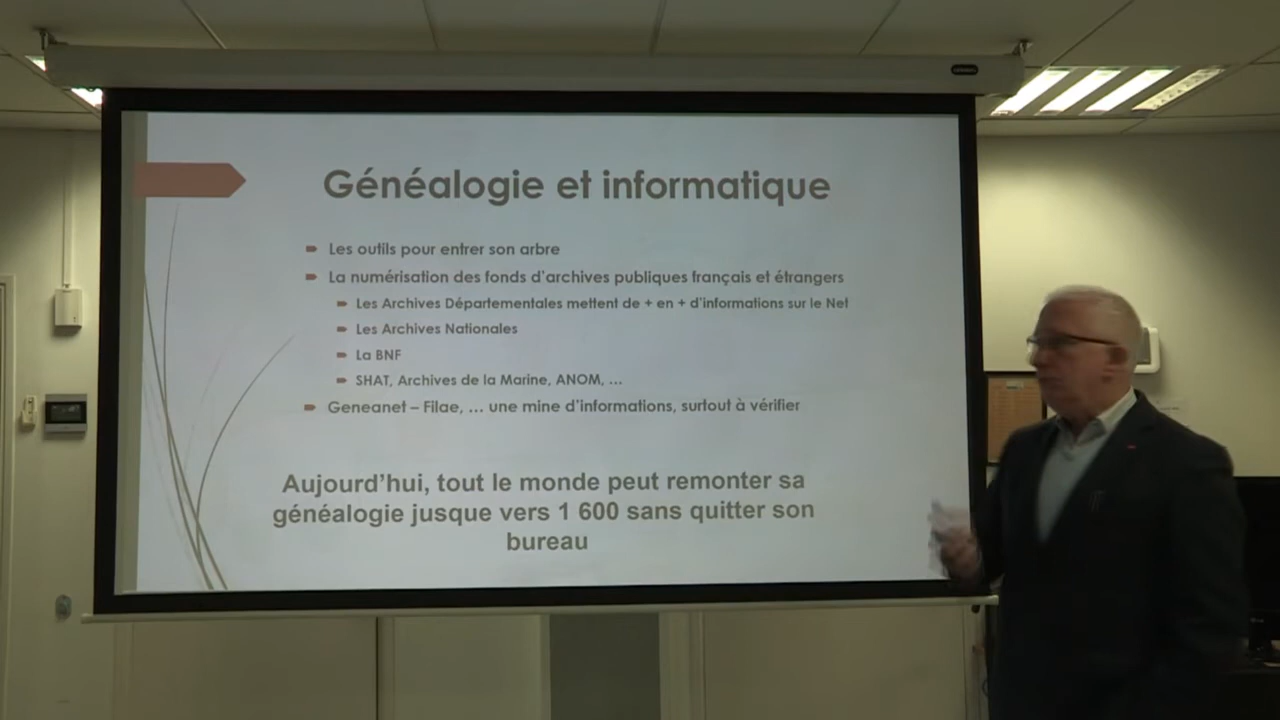 Généalogie et informatique
Les outils pour entrer son arbre
La numérisation des fonds d'archives publiques français et étrangers
Les Archives Départementales mettent de + en + d'informations sur le Net
Les Archives Nationales
La BNF
SHAT, Archives de la Marine, ANOM, ...
Geneanet – Filae, ... une mine d'informations, surtout à vérifier
Aujourd'hui, tout le monde peut remonter sa
généalogie jusque vers 1 600 sans quitter son
bureau